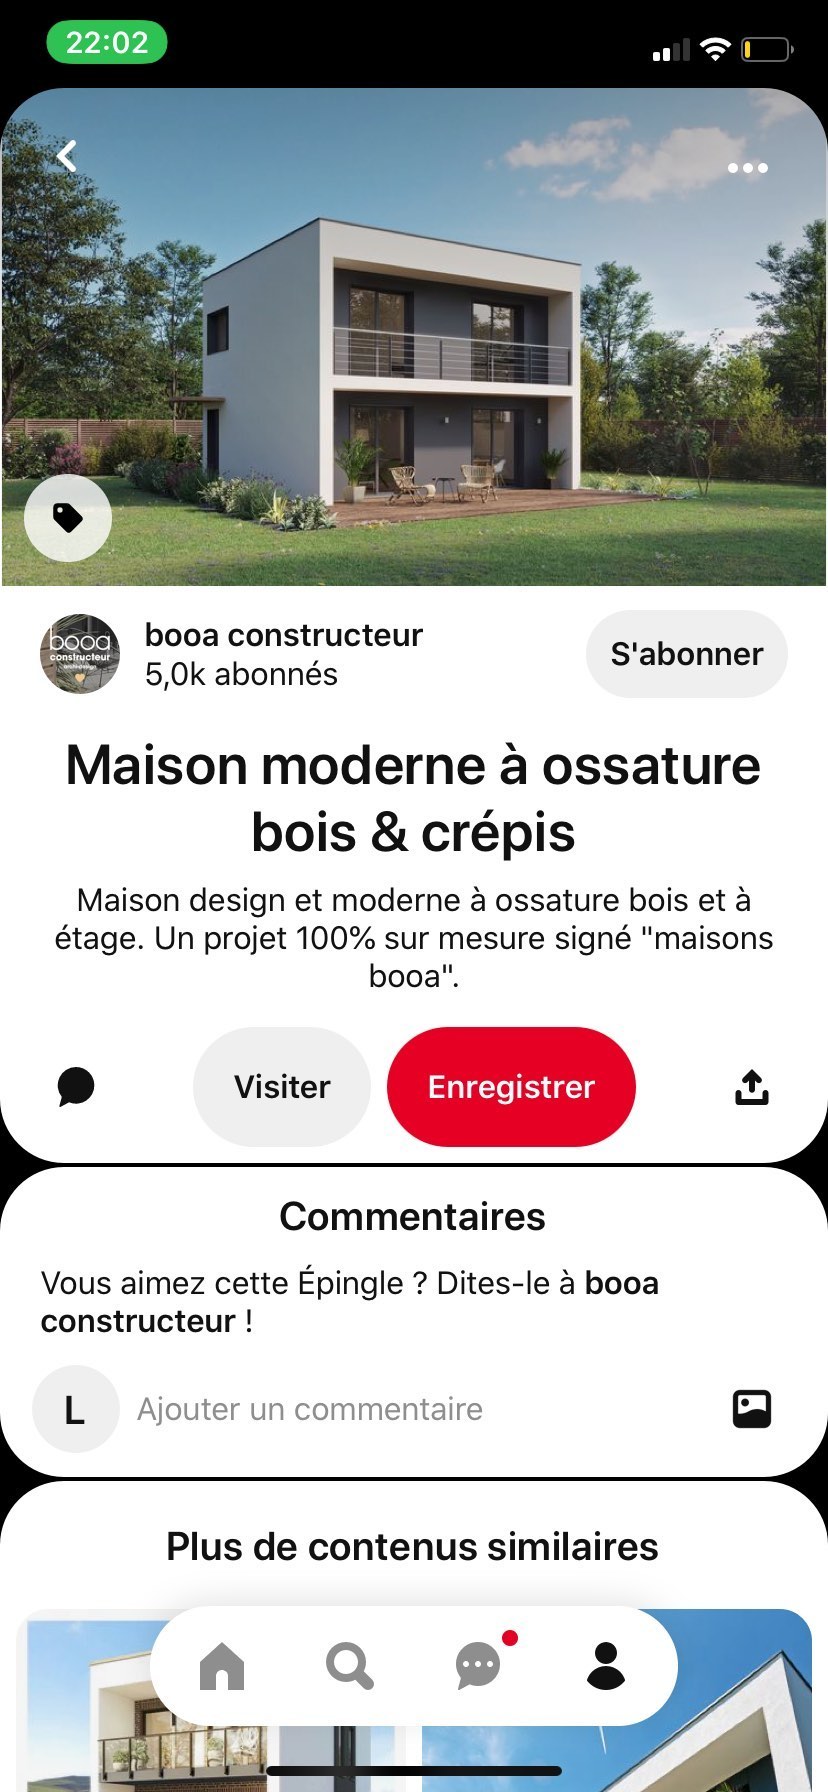 22:02
booa
constructeur
booa constructeur
5,0k abonnés
S'abonner
Maison moderne à ossature
bois & crépis
Maison design et moderne à ossature bois et à
étage. Un projet 100% sur mesure signé "maisons
booa".
Visiter
Enregistrer
Commentaires
Vous aimez cette Épingle ? Dites-le à booa
constructeur !
L
Ajouter un commentaire
Plus de contenus similaires